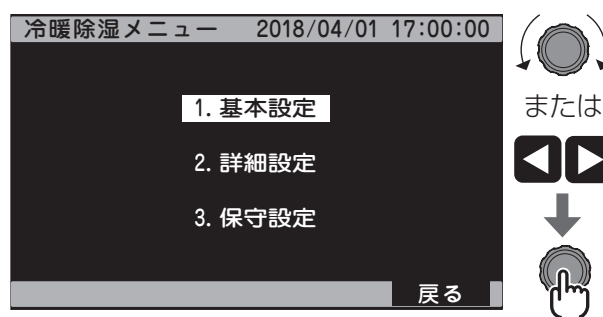 冷暖除湿メニュー 2018/04/01 17:00:00
1. 基本設定
2. 詳細設定
3. 保守設定
戻る
または